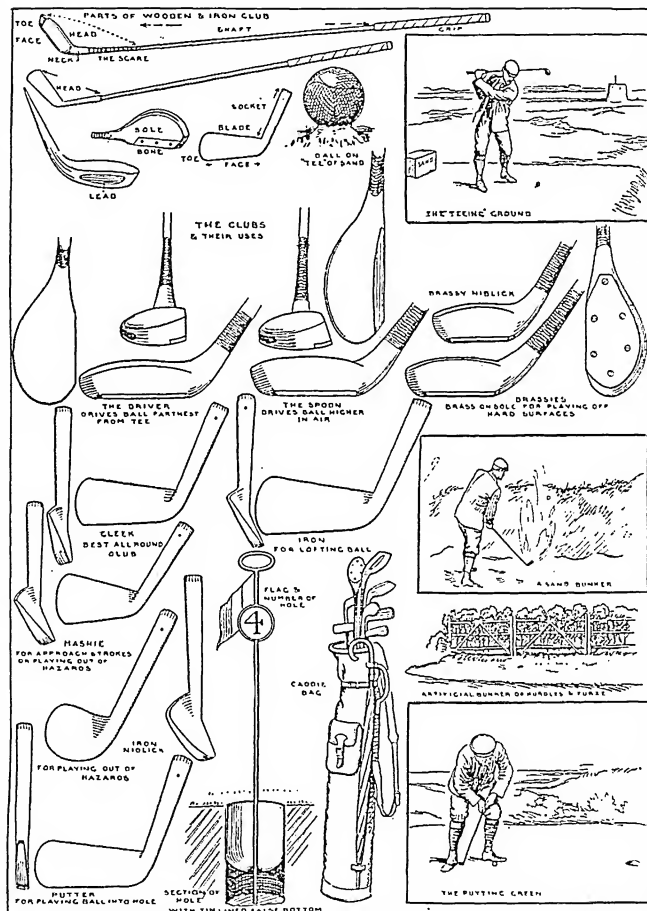 PARTS OF WOODEN & IRON CLUB
TOE
FACE
HEAD
SHAFT
GRIP
NECK
THE SCARE
HEAD
SOLE
BONE
LEAD
SOCKET
BLADE
TOE
FACE
BALL ON
"TEE" OF SAND
SAND
THE "TEEING" GROUND
THE CLUBS
& THEIR USES
BRASSY NIBLICK
THE DRIVER
DRIVES BALL FARTHEST
FROM TEE
THE SPOON
DRIVES BALL HIGHER
IN AIR
BRASSIES
BRASS ON SOLE FOR PLAYING OFF
HARD SURFACES
CLEEK
BEST ALL ROUND
CLUB
IRON
FOR LOFTING BALL
A SAND BUNKER
MASHIE
FOR APPROACH STROKES
OR PLAYING OUT OF
HAZARDS
FLAG &
NUMBER OF
HOLE
4
CADDIE
BAG
ARTIFICIAL BUNKER OF HURDLES & FURZE
IRON
NIBLICK
FOR PLAYING OUT OF
HAZARDS
PUTTER
FOR PLAYING BALL INTO HOLE
SECTION OF
HOLE
WITH TIN LINED FALSE BOTTOM
THE PUTTING GREEN